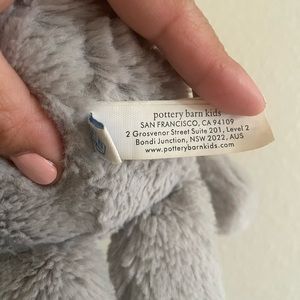 pottery barn kids
SAN FRANCISCO, CA 94109
2 Grosvenor Street Suite 201, Level 2
Bondi Junction, NSW 2022, AUS
www.potterybarnkids.com